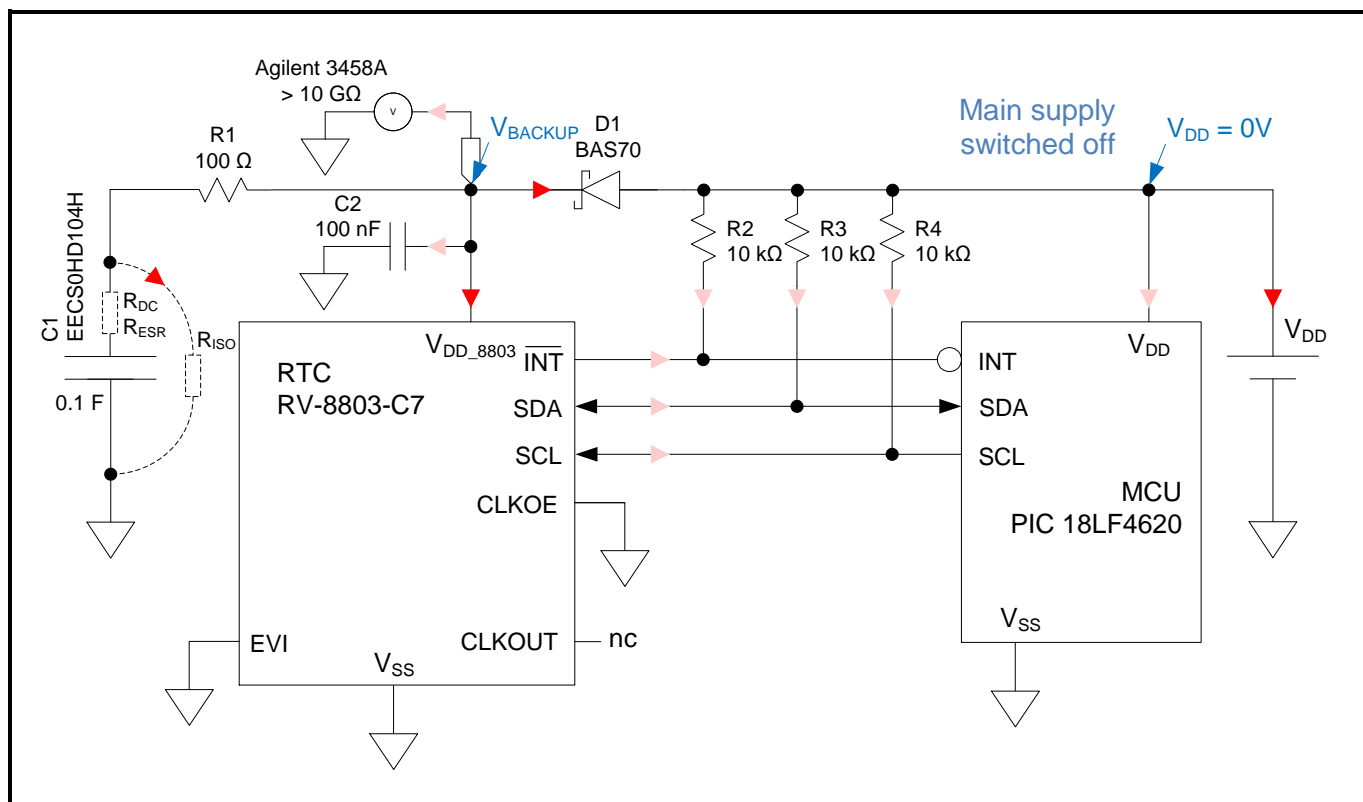 Agilent 3458A
> 10 GΩ
V
VBACKUP
D1
BAS70
Main supply
switched off
VDD = 0V
R1
100 Ω
C2
100 nF
R2
10 kΩ
R3
10 kΩ
R4
10 kΩ
C1
EECS0HD104H
RDC
RESR
RISO
0.1 F
VDD_8803
RTC
RV-8803-C7
INT
SDA
SCL
CLKOE
EVI
CLKOUT
nc
VSS
VDD
INT
SDA
SCL
MCU
PIC 18LF4620
VSS
VDD